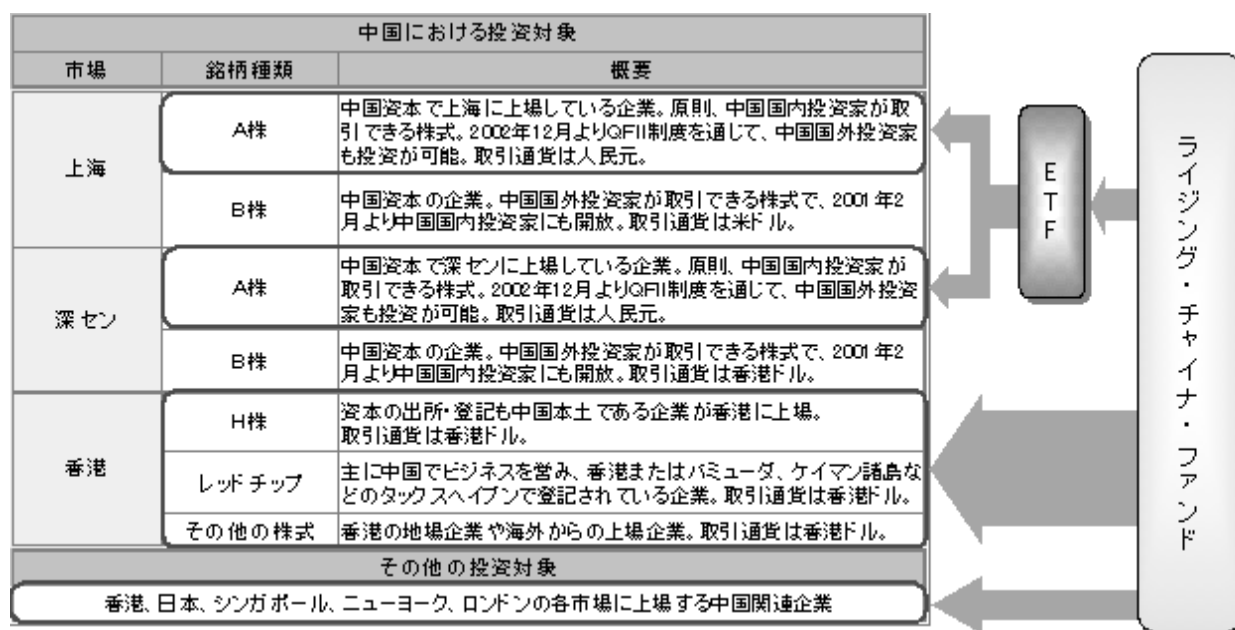 中国における投資対象
市場 銘柄種類 概要
上海
A株
中国資本で上海に上場している企業。原則、中国国内投資家が取
引できる株式。2002年12月よりQFII制度を通じて、中国国外投資家
も投資が可能。取引通貨は人民元。
B株
中国資本の企業。中国国外投資家が取引できる株式で、2001年2
月より中国国内投資家にも開放。取引通貨は米ドル。
深セン
A株
中国資本で深センに上場している企業。原則、中国国内投資家が
取引できる株式。2002年12月よりQFII制度を通じて、中国国外投資
家も投資が可能。取引通貨は人民元。
B株
中国資本の企業。中国国外投資家が取引できる株式で、2001年2
月より中国国内投資家にも開放。取引通貨は香港ドル。
香港
H株
資本の出所・登記も中国本土である企業が香港に上場。
取引通貨は香港ドル。
レッドチップ
主に中国でビジネスを営み、香港またはバミューダ、ケイマン諸島な
どのタックスヘイブンで登記されている企業。取引通貨は香港ドル。
その他の株式
香港の地場企業や海外からの上場企業。取引通貨は香港ドル。
その他の投資対象
香港、日本、シンガポール、ニューヨーク、ロンドンの各市場に上場する中国関連企業
ETF
ライジング・チャイナ・ファンド